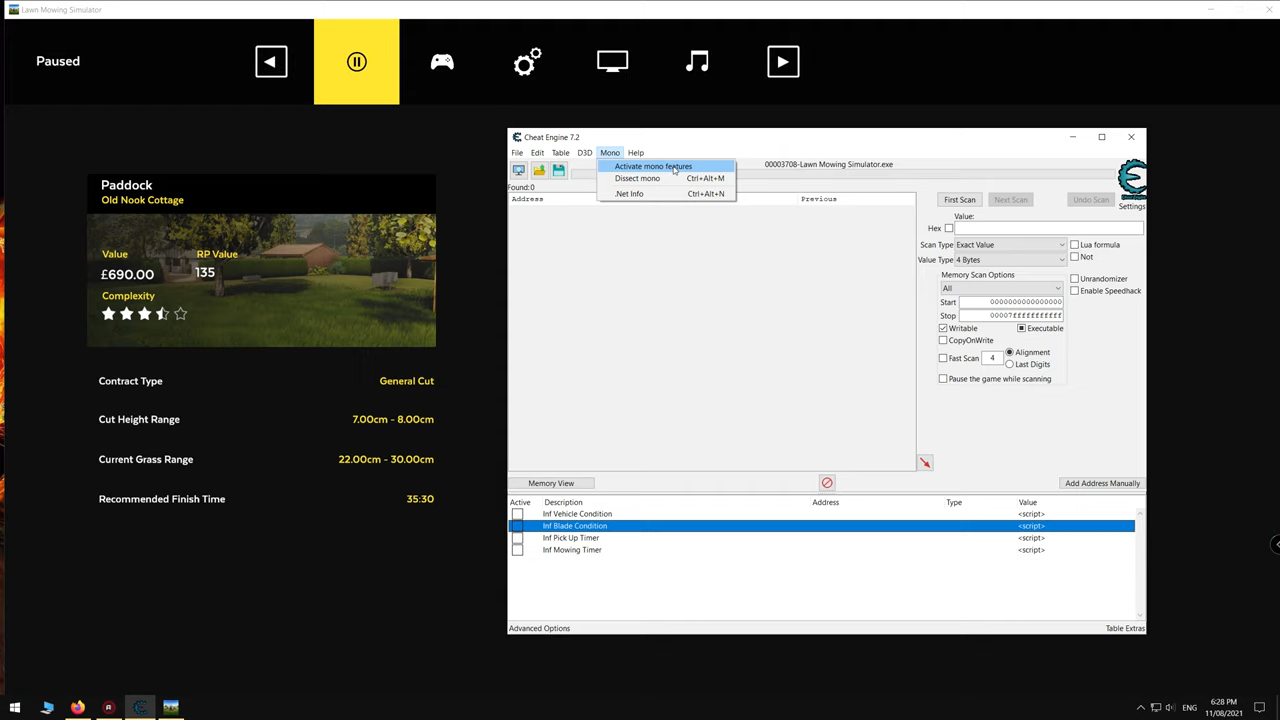 Lawn Mowing Simulator
Paused
Paddock
Old Nook Cottage
Value
RP Value
£690.00
135
Complexity
Contract Type
General Cut
Cut Height Range
7.00cm - 8.00cm
Current Grass Range
22.00cm - 30.00cm
Recommended Finish Time
35:30
Cheat Engine 7.2
File Edit Table D3D Mono Help
Activate mono features
Dissect mono Ctrl+Alt+M
.Net Info Ctrl+Alt+N
00003708-Lawn Mowing Simulator.exe
Found:0
Address Previous
First Scan Next Scan Undo Scan
Settings
Value:
Hex
Scan Type Exact Value
Lua formula
Value Type 4 Bytes
Not
Memory Scan Options
All
Unrandomizer
Enable Speedhack
Start 0000000000000000
Stop 00007fffffffffff
Writable Executable
CopyOnWrite
Fast Scan 4 Alignment
Last Digits
Pause the game while scanning
Memory View
Add Address Manually
Active Description Address Type Value
Inf Vehicle Condition <script>
Inf Blade Condition <script>
Inf Pick Up Timer <script>
Inf Mowing Timer <script>
Advanced Options
Table Extras
ENG
6:28 PM
11/08/2021